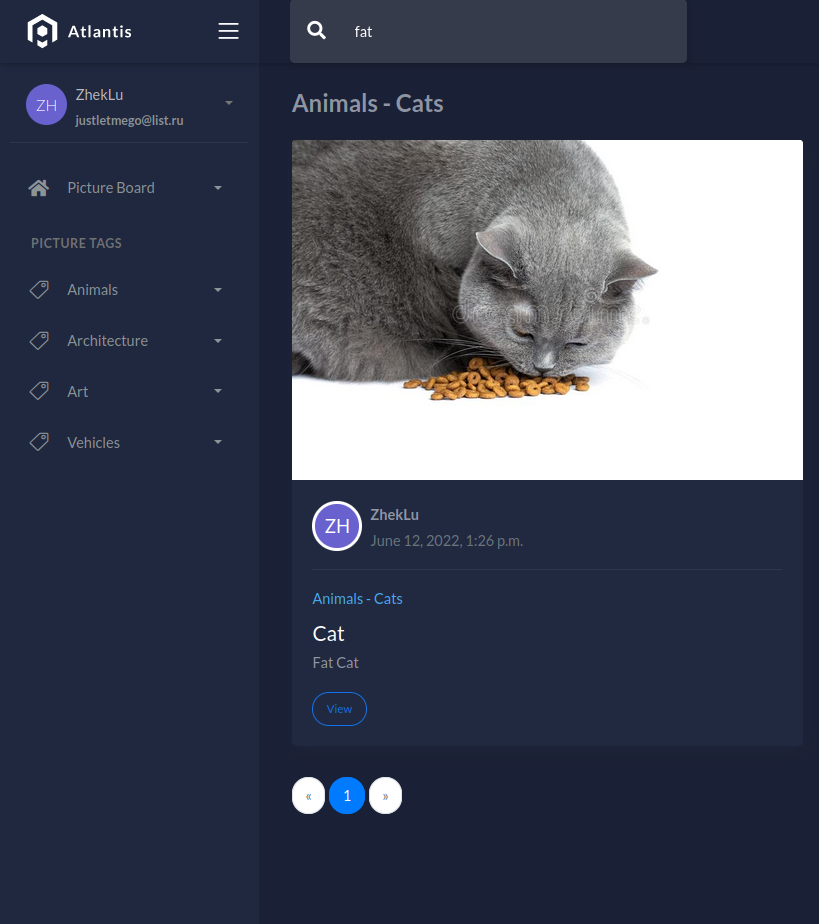 Atlantis
fat
ZH
ZhekLu
justletmego@list.ru
Picture Board
PICTURE TAGS
Animals
Architecture
Art
Vehicles
Animals - Cats
dreamstime.
ZH
ZhekLu
June 12, 2022, 1:26 p.m.
Animals - Cats
Cat
Fat Cat
View
« 1 »